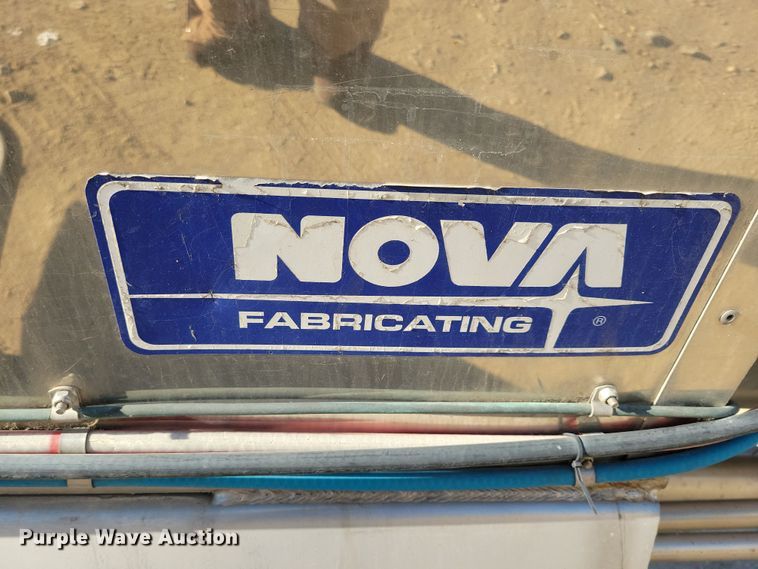 NOVA
FABRICATING
®
Purple Wave Auction